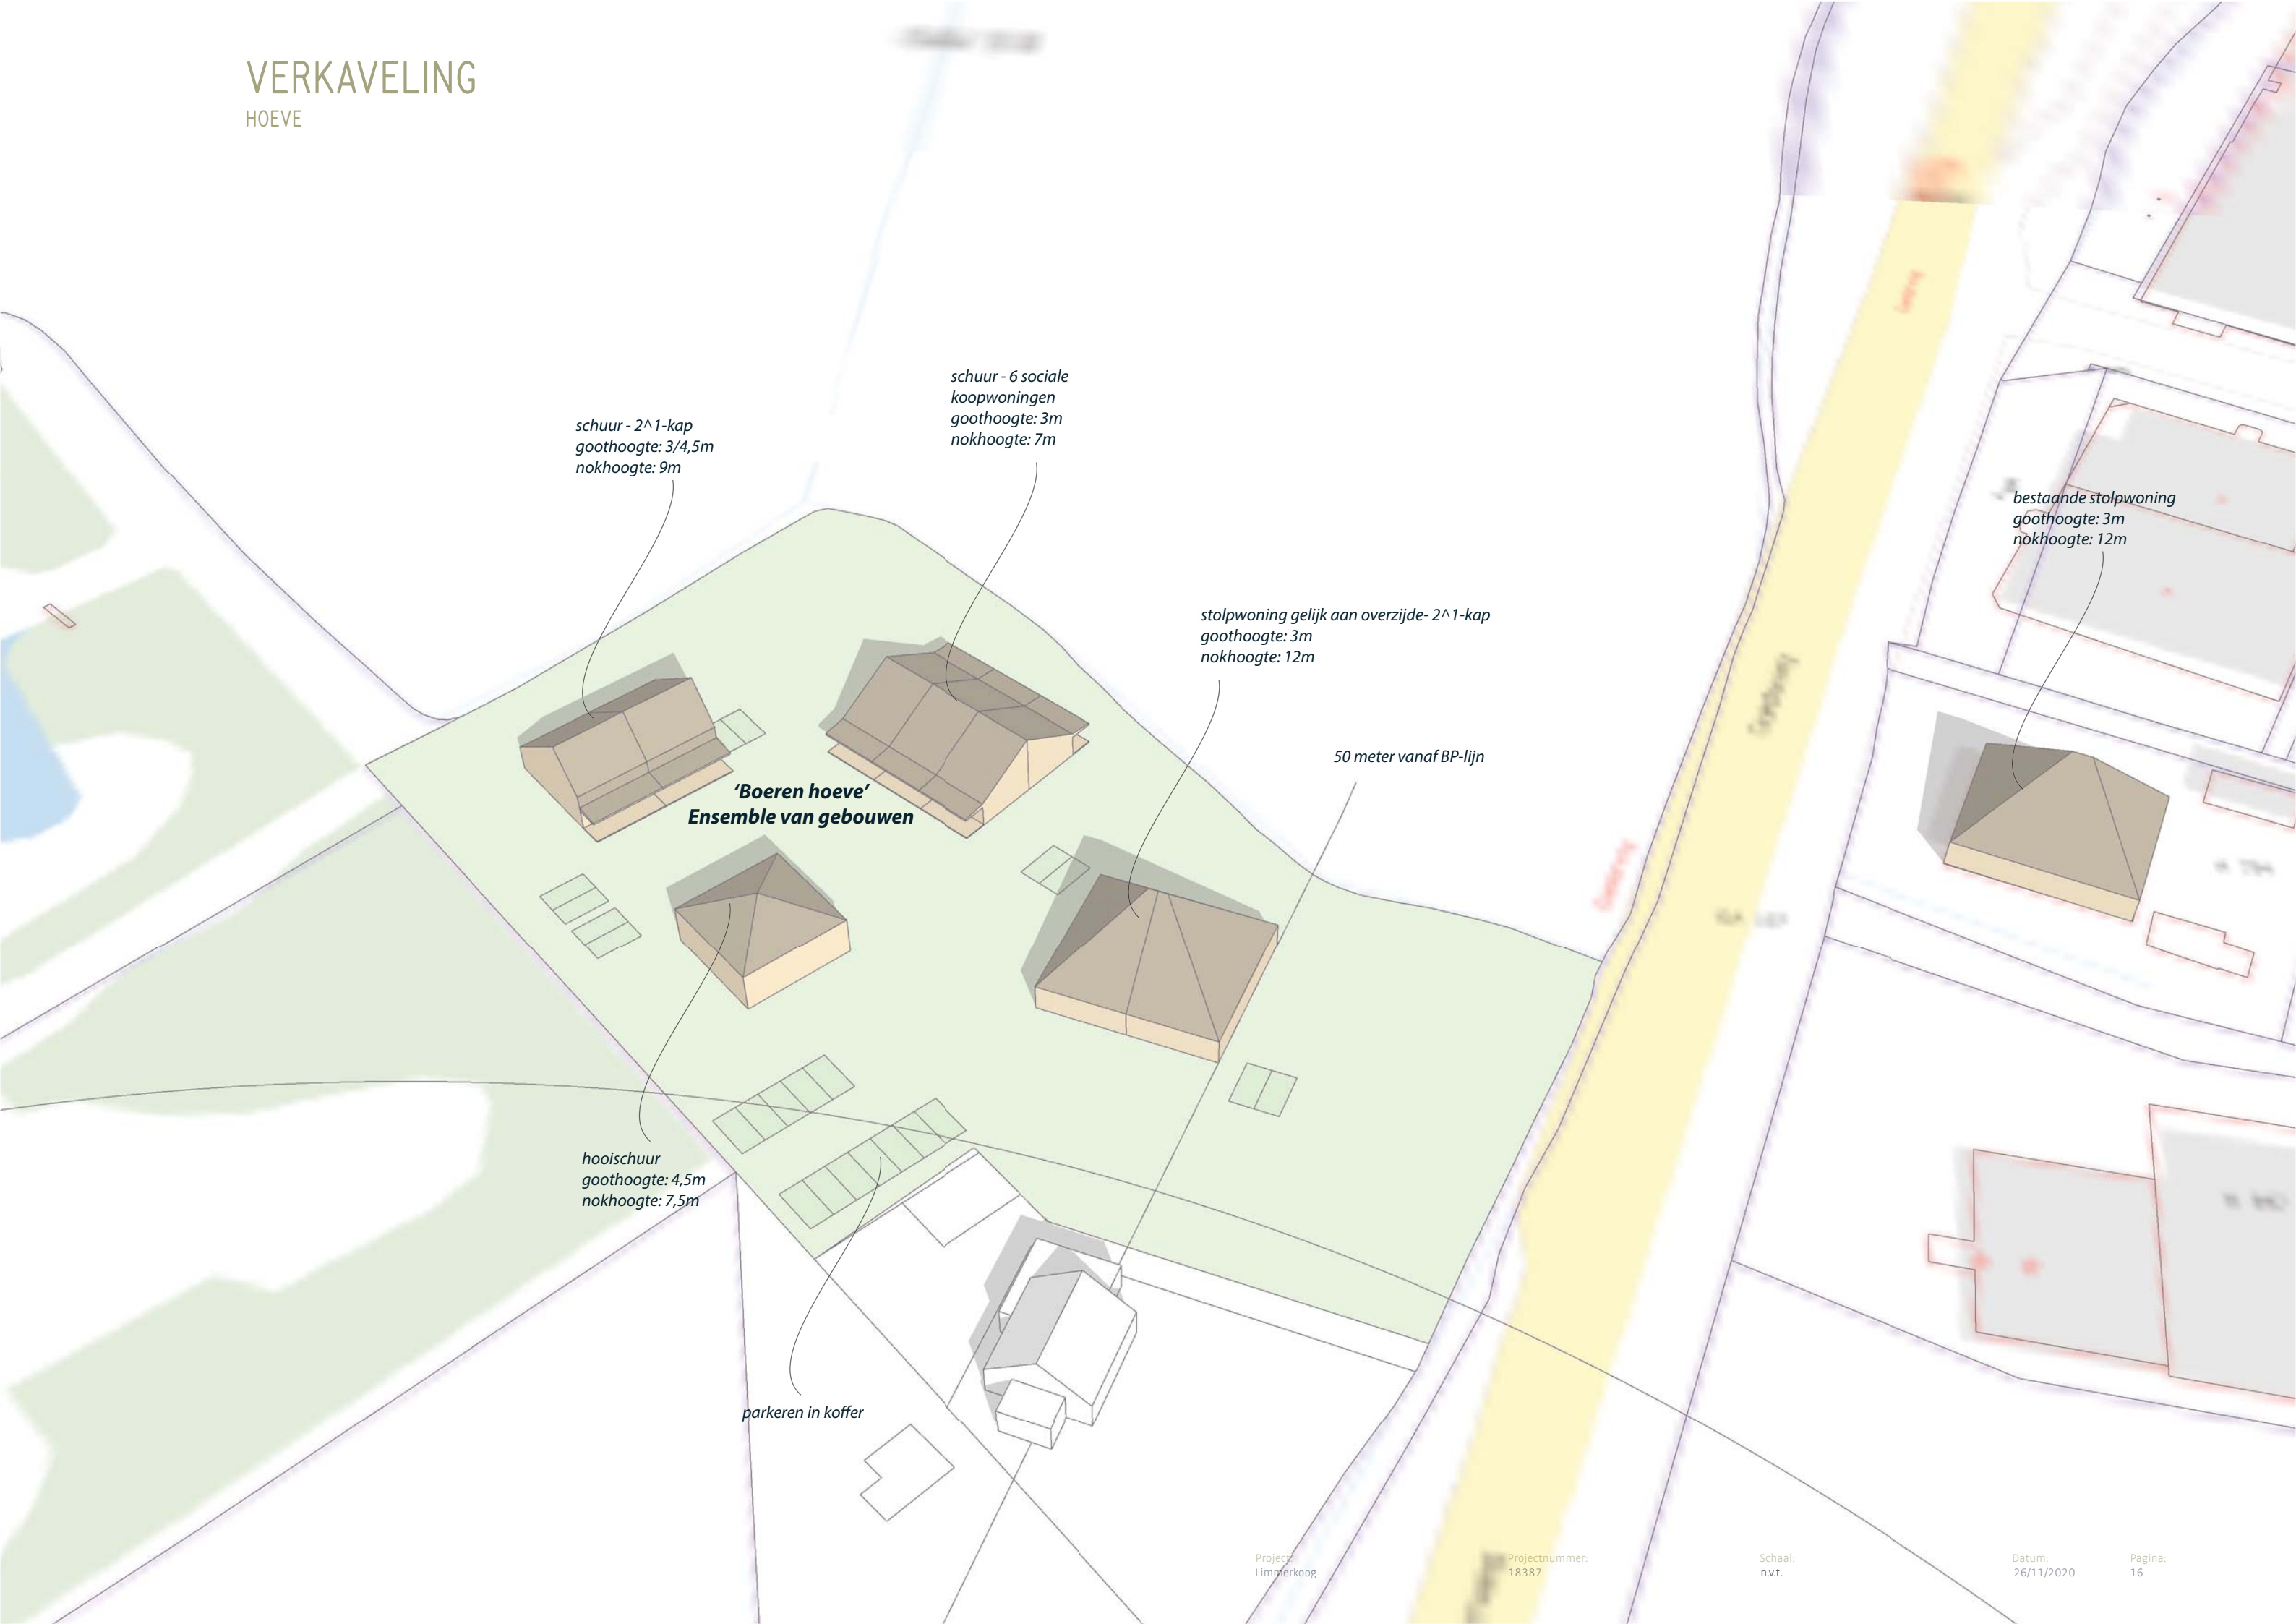 VERKAVELING
HOEVE
schuur - 6 sociale
koopwoningen
goothoogte: 3m
nokhoogte: 7m
schuur - 2^1-kap
goothoogte: 3/4,5m
nokhoogte: 9m
bestaande stolpwoning
goothoogte: 3m
nokhoogte: 12m
stolpwoning gelijk aan overzijde- 2^1-kap
goothoogte: 3m
nokhoogte: 12m
50 meter vanaf BP-lijn
‘Boeren hoeve’
Ensemble van gebouwen
hooischuur
goothoogte: 4,5m
nokhoogte: 7,5m
parkeren in koffer
Project:
Limmerkoog
Projectnummer:
18387
Schaal:
n.v.t.
Datum:
26/11/2020
Pagina:
16